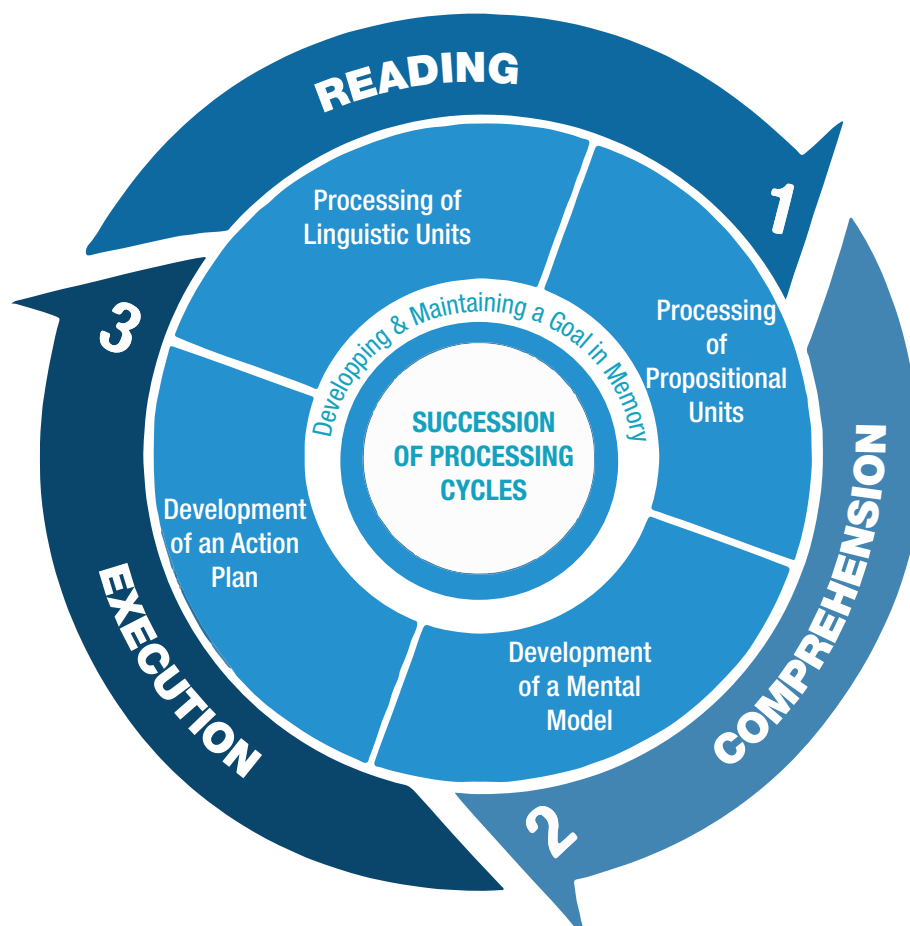 READING
1
Processing of
Linguistic Units
Processing
of
Propositional
Units
Developping & Maintaining a Goal in Memory
SUCCESSION
OF PROCESSING
CYCLES
3
Development
of an Action
Plan
COMPREHENSION
Development
of a Mental
Model
EXECUTION
2